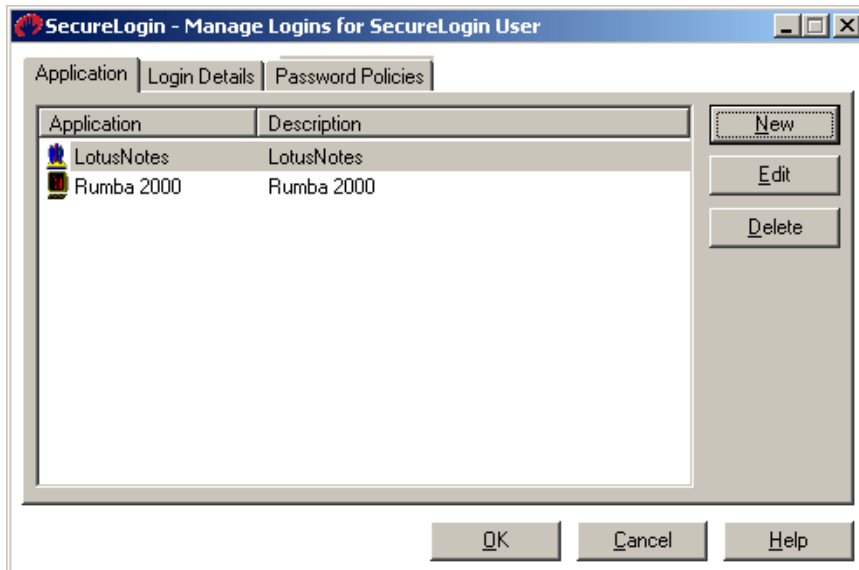 SecureLogin - Manage Logins for SecureLogin User
Application Login Details Password Policies
Application Description
LotusNotes LotusNotes
Rumba 2000 Rumba 2000
New
Edit
Delete
OK Cancel Help